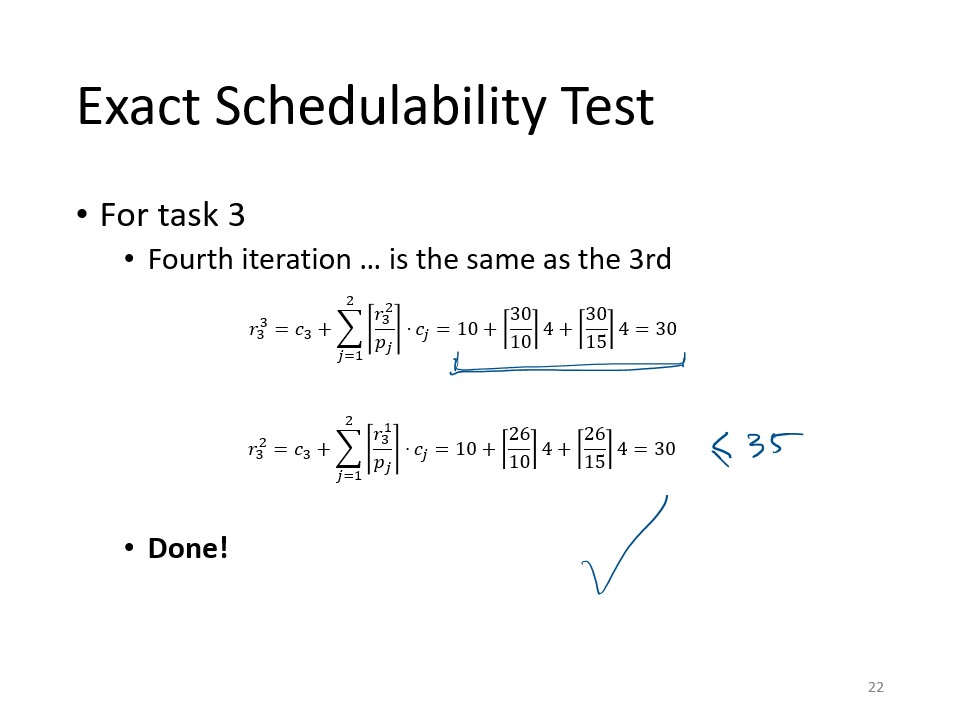 Exact Schedulability Test
• For task 3
• Fourth iteration … is the same as the 3rd
$r_3^3 = c_3 + \sum_{j=1}^{2} \left\lceil \frac{r_3^2}{p_j} \right\rceil \cdot c_j = 10 + \left\lceil \frac{30}{10} \right\rceil 4 + \left\lceil \frac{30}{15} \right\rceil 4 = 30$
$r_3^2 = c_3 + \sum_{j=1}^{2} \left\lceil \frac{r_3^1}{p_j} \right\rceil \cdot c_j = 10 + \left\lceil \frac{26}{10} \right\rceil 4 + \left\lceil \frac{26}{15} \right\rceil 4 = 30$ ≤ 35
• Done!
22